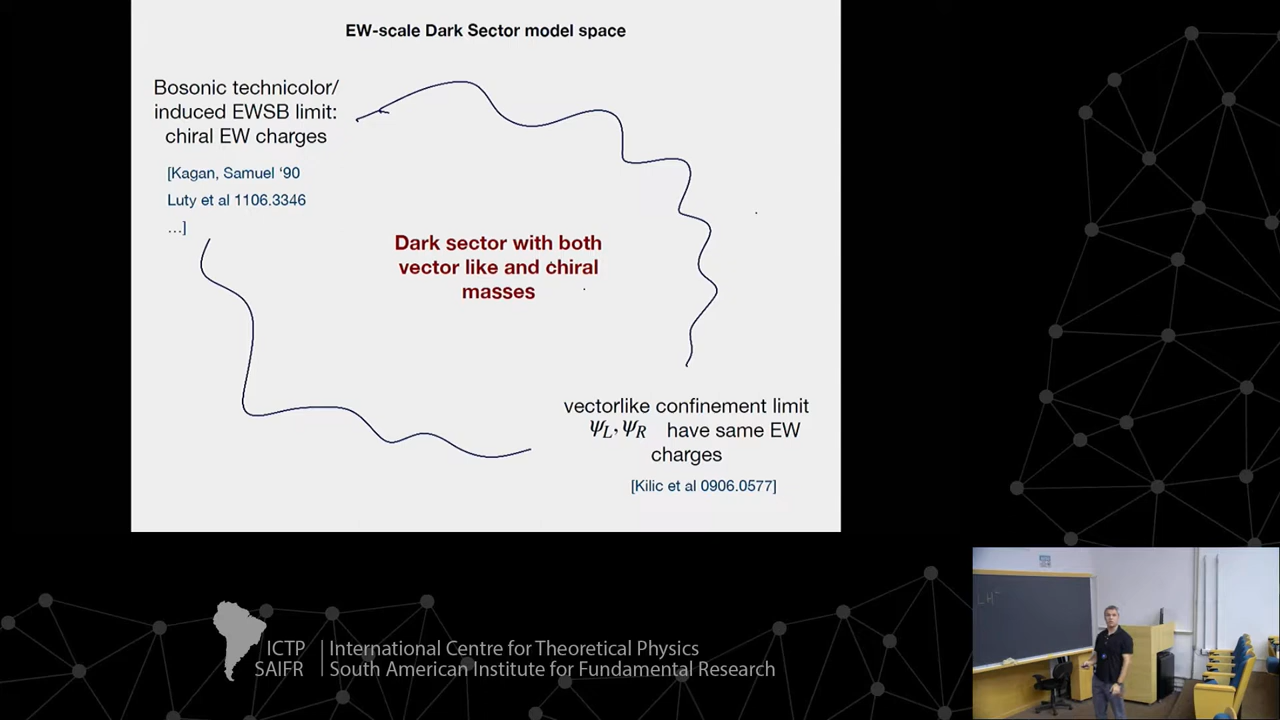 EW-scale Dark Sector model space
Bosonic technicolor/
induced EWSB limit:
chiral EW charges
[Kagan, Samuel ‘90
Luty et al 1106.3346
…]
Dark sector with both
vector like and chiral
masses
vectorlike confinement limit
ψL, ψR have same EW
charges
[Kilic et al 0906.0577]
ICTP
SAIFR
International Centre for Theoretical Physics
South American Institute for Fundamental Research